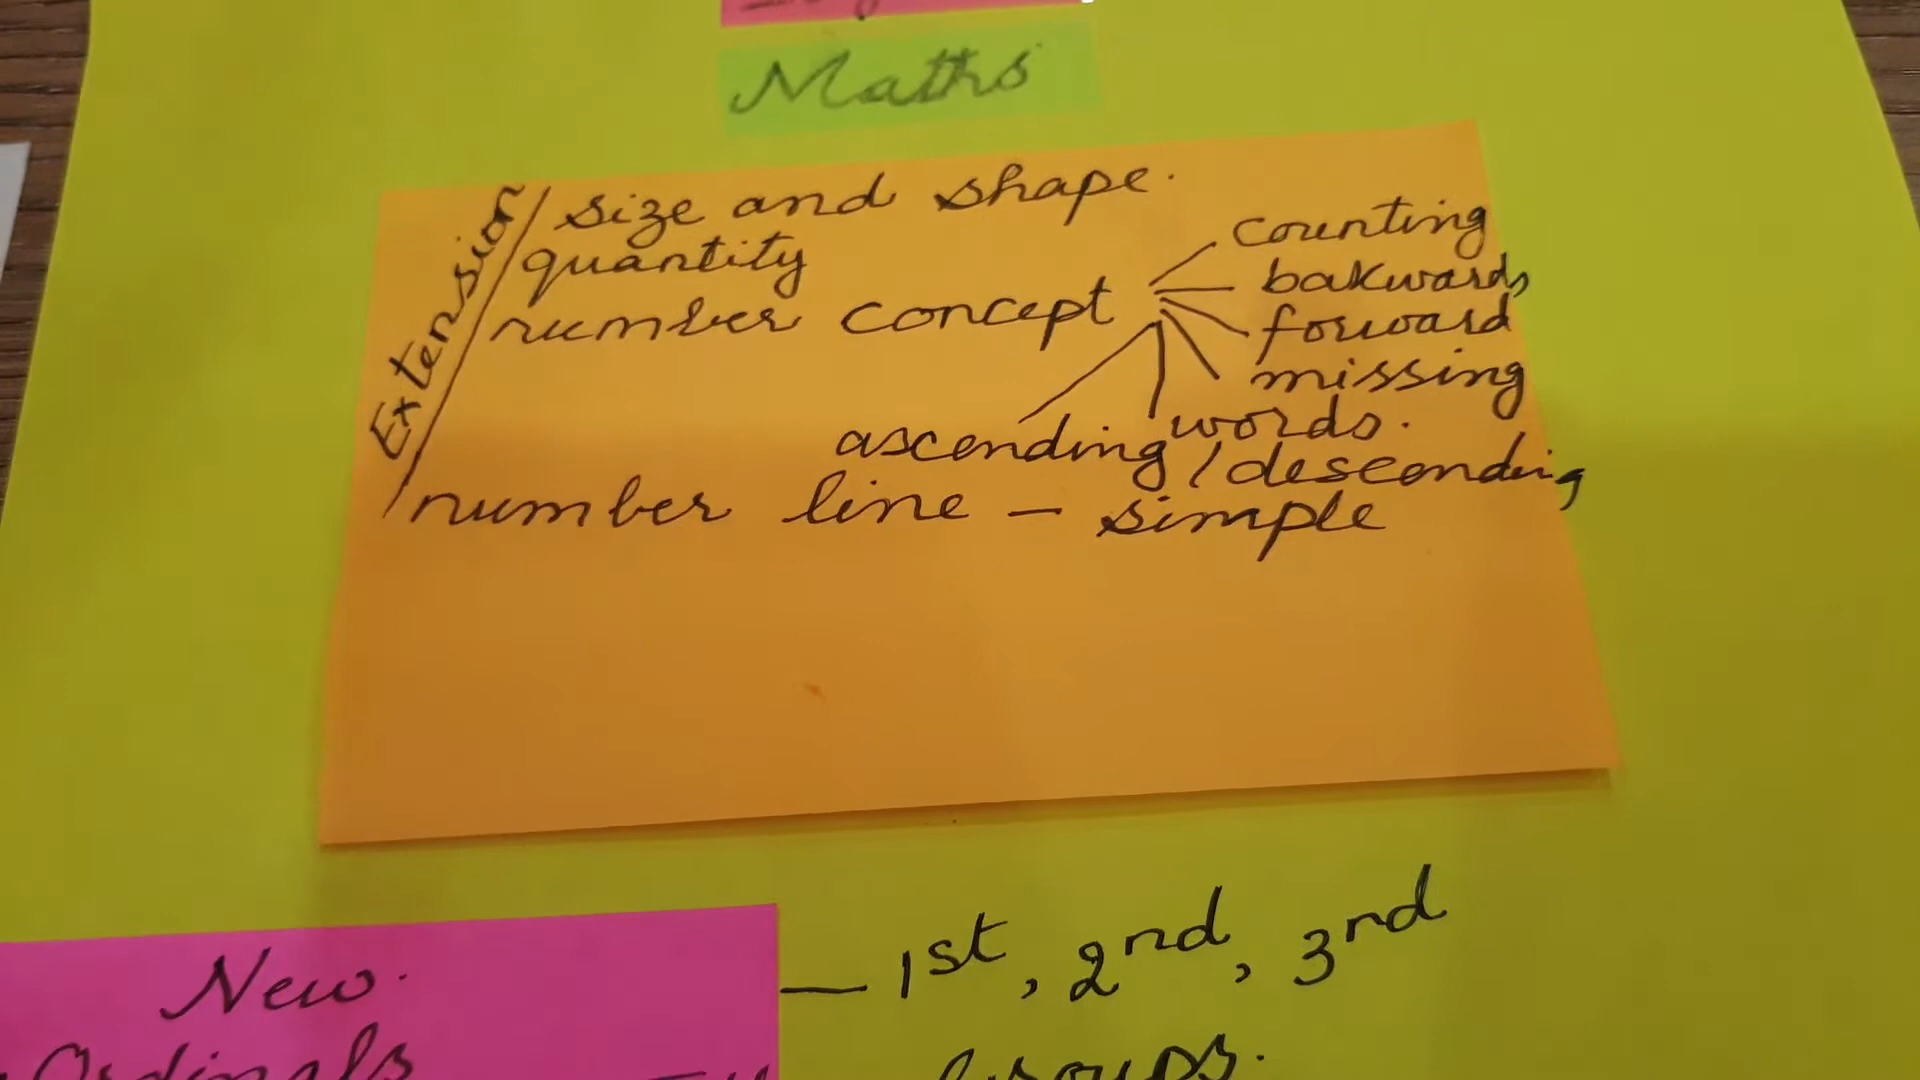 Maths
Extension
size and shape.
quantity
number concept
counting
bakwards
forward
missing
words.
ascending / desending
number line - simple
New.
Ordinals
- 1st, 2nd, 3rd